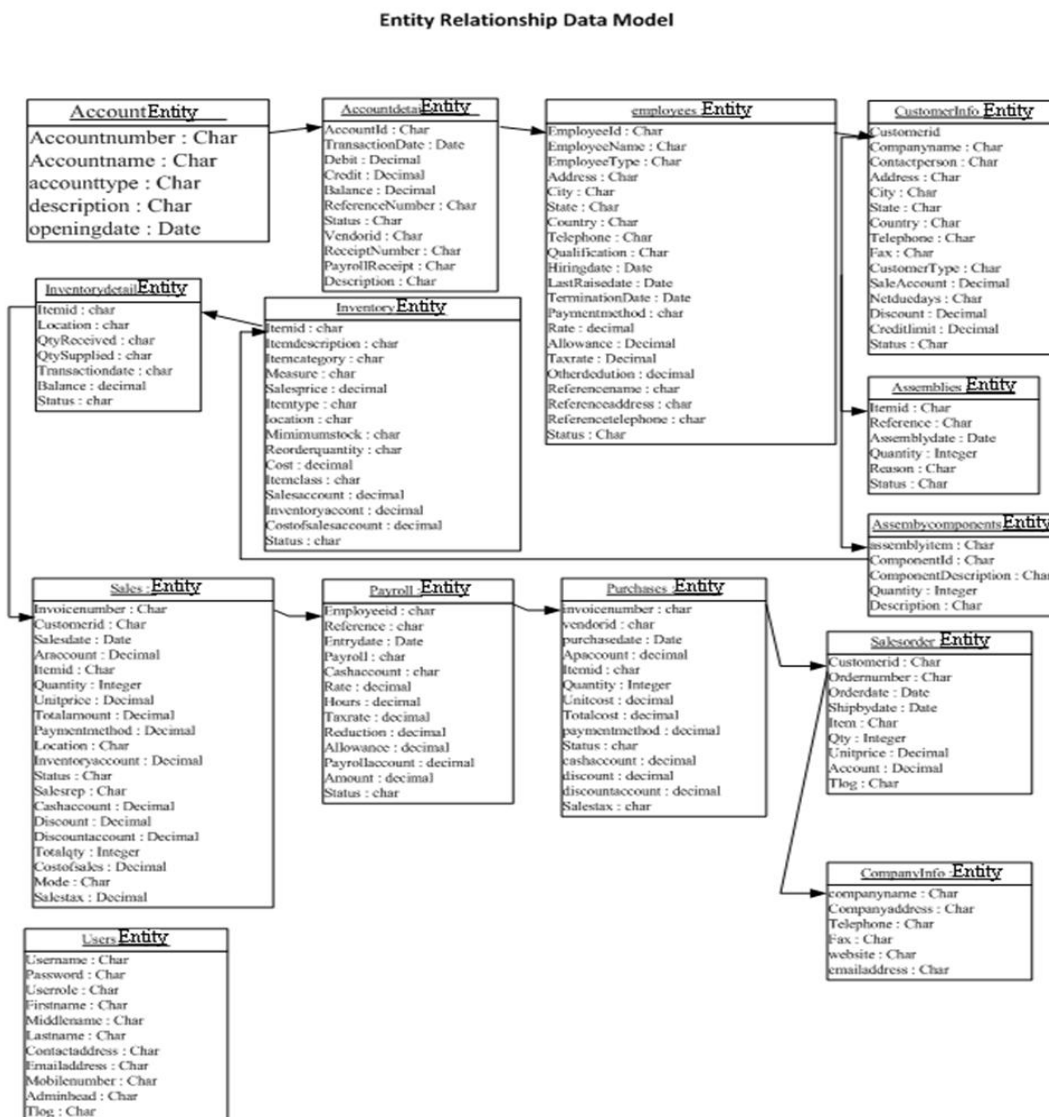 Entity Relationship Data Model
Account Entity
Accountnumber : Char
Accountname : Char
accounttype : Char
description : Char
openingdate : Date
Accountdetail Entity
AccountId : Char
TransactionDate : Date
Debit : Decimal
Credit : Decimal
Balance : Decimal
ReferenceNumber : Char
Status : Char
Vendorid : Char
ReceiptNumber : Char
PayrollReceipt : Char
Description : Char
employees Entity
EmployeeId : Char
EmployeeName : Char
EmployeeType : Char
Address : Char
City : Char
State : Char
Country : Char
Telephone : Char
Qualification : Char
Hiringdate : Date
LastRaisedate : Date
TerminationDate : Date
Paymentmethod : char
Rate : decimal
Allowance : Decimal
Taxrate : Decimal
Otherdedution : decimal
Referencename : char
Referenceaddress : char
Referencetelephone : char
Status : Char
CustomerInfo Entity
Customerid
Companyname : Char
Contactperson : Char
Address : Char
City : Char
State : Char
Country : Char
Telephone : Char
Fax : Char
CustomerType : Char
SaleAccount : Decimal
Netduedays : Char
Discount : Decimal
Creditlimit : Decimal
Status : Char
Inventorydetail Entity
Itemid : char
Location : char
QtyReceived : char
QtySupplied : char
Transactiondate : char
Balance : decimal
Status : char
Inventory Entity
Itemid : char
Itemdescription : char
Itemcategory : char
Measure : char
Salesprice : decimal
Itemtype : char
location : char
Mimimumstock : char
Reorderquantity : char
Cost : decimal
Itemclass : char
Salesaccount : decimal
Inventoryaccont : decimal
Costofsalesaccount : decimal
Status : char
Assemblies Entity
Itemid : Char
Reference : Char
Assemblydate : Date
Quantity : Integer
Reason : Char
Status : Char
Assembycomponents Entity
assemblyitem : Char
ComponentId : Char
ComponentDescription : Char
Quantity : Integer
Description : Char
Sales : Entity
Invoicenumber : Char
Customerid : Char
Salesdate : Date
Araccount : Decimal
Itemid : Char
Quantity : Integer
Unitprice : Decimal
Totalamount : Decimal
Paymentmethod : Decimal
Location : Char
Inventoryaccount : Decimal
Status : Char
Salesrep : Char
Cashaccount : Decimal
Discount : Decimal
Discountaccount : Decimal
Totalqty : Integer
Costofsales : Decimal
Mode : Char
Salestax : Decimal
Payroll : Entity
Employeeid : char
Reference : char
Entrydate : Date
Payroll : char
Cashaccount : char
Rate : decimal
Hours : decimal
Taxrate : decimal
Reduction : decimal
Allowance : decimal
Payrollaccount : decimal
Amount : decimal
Status : char
Purchases : Entity
invoicenumber : char
vendorid : char
purchasedate : Date
Apaccount : decimal
Itemid : char
Quantity : Integer
Unitcost : decimal
Totalcost : decimal
paymentmethod : decimal
Status : char
cashaccount : decimal
discount : decimal
discountaccount : decimal
Salestax : char
Salesorder Entity
Customerid : Char
Ordernumber : Char
Orderdate : Date
Shipbydate : Date
Item : Char
Qty : Integer
Unitprice : Decimal
Account : Decimal
Tlog : Char
CompanyInfo : Entity
companyname : Char
Companyaddress : Char
Telephone : Char
Fax : Char
website : Char
emailaddress : Char
Users Entity
Username : Char
Password : Char
Userrole : Char
Firstname : Char
Middlename : Char
Lastname : Char
Contactaddress : Char
Emailaddress : Char
Mobilenumber : Char
Adminhead : Char
Tlog : Char